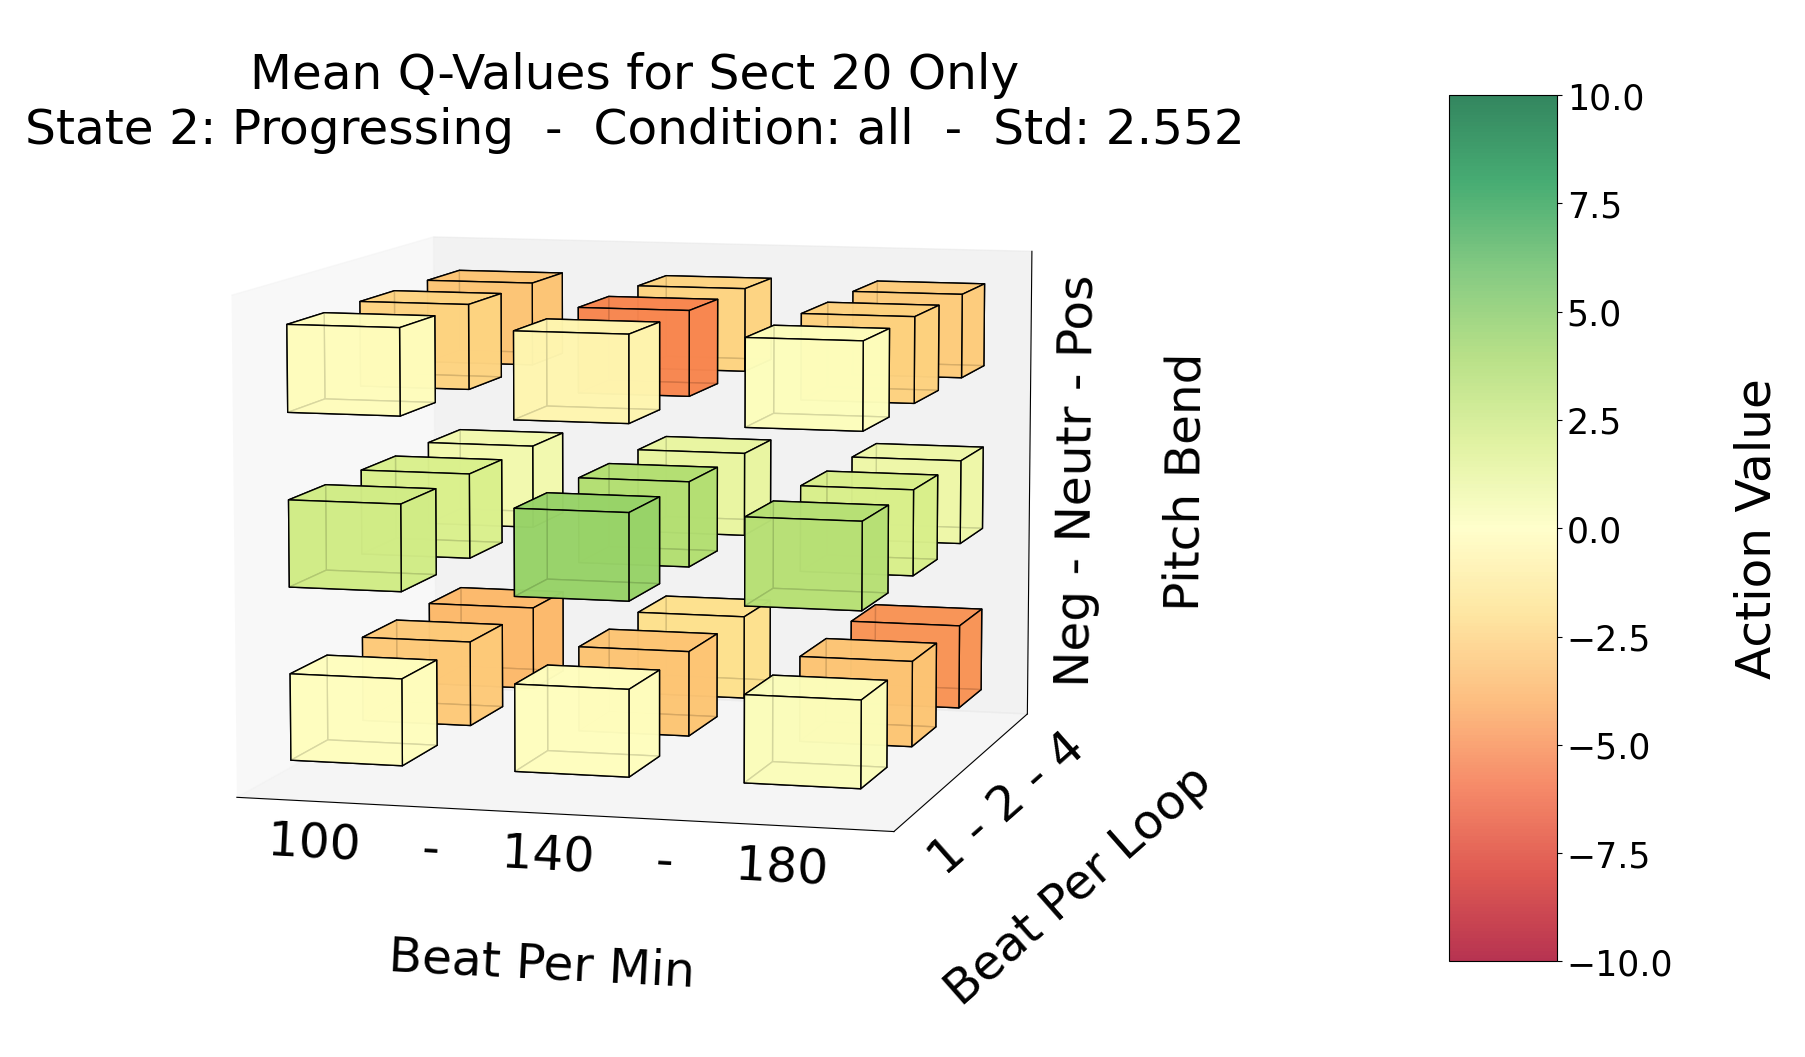 Mean Q-Values for Sect 20 Only
State 2: Progressing  -  Condition: all  -  Std: 2.552
10.0
7.5
5.0
2.5
0.0
−2.5
−5.0
−7.5
−10.0
Action Value
Neg - Neutr - Pos
Pitch Bend
1 - 2 - 4
Beat Per Loop
100 - 140 - 180
Beat Per Min